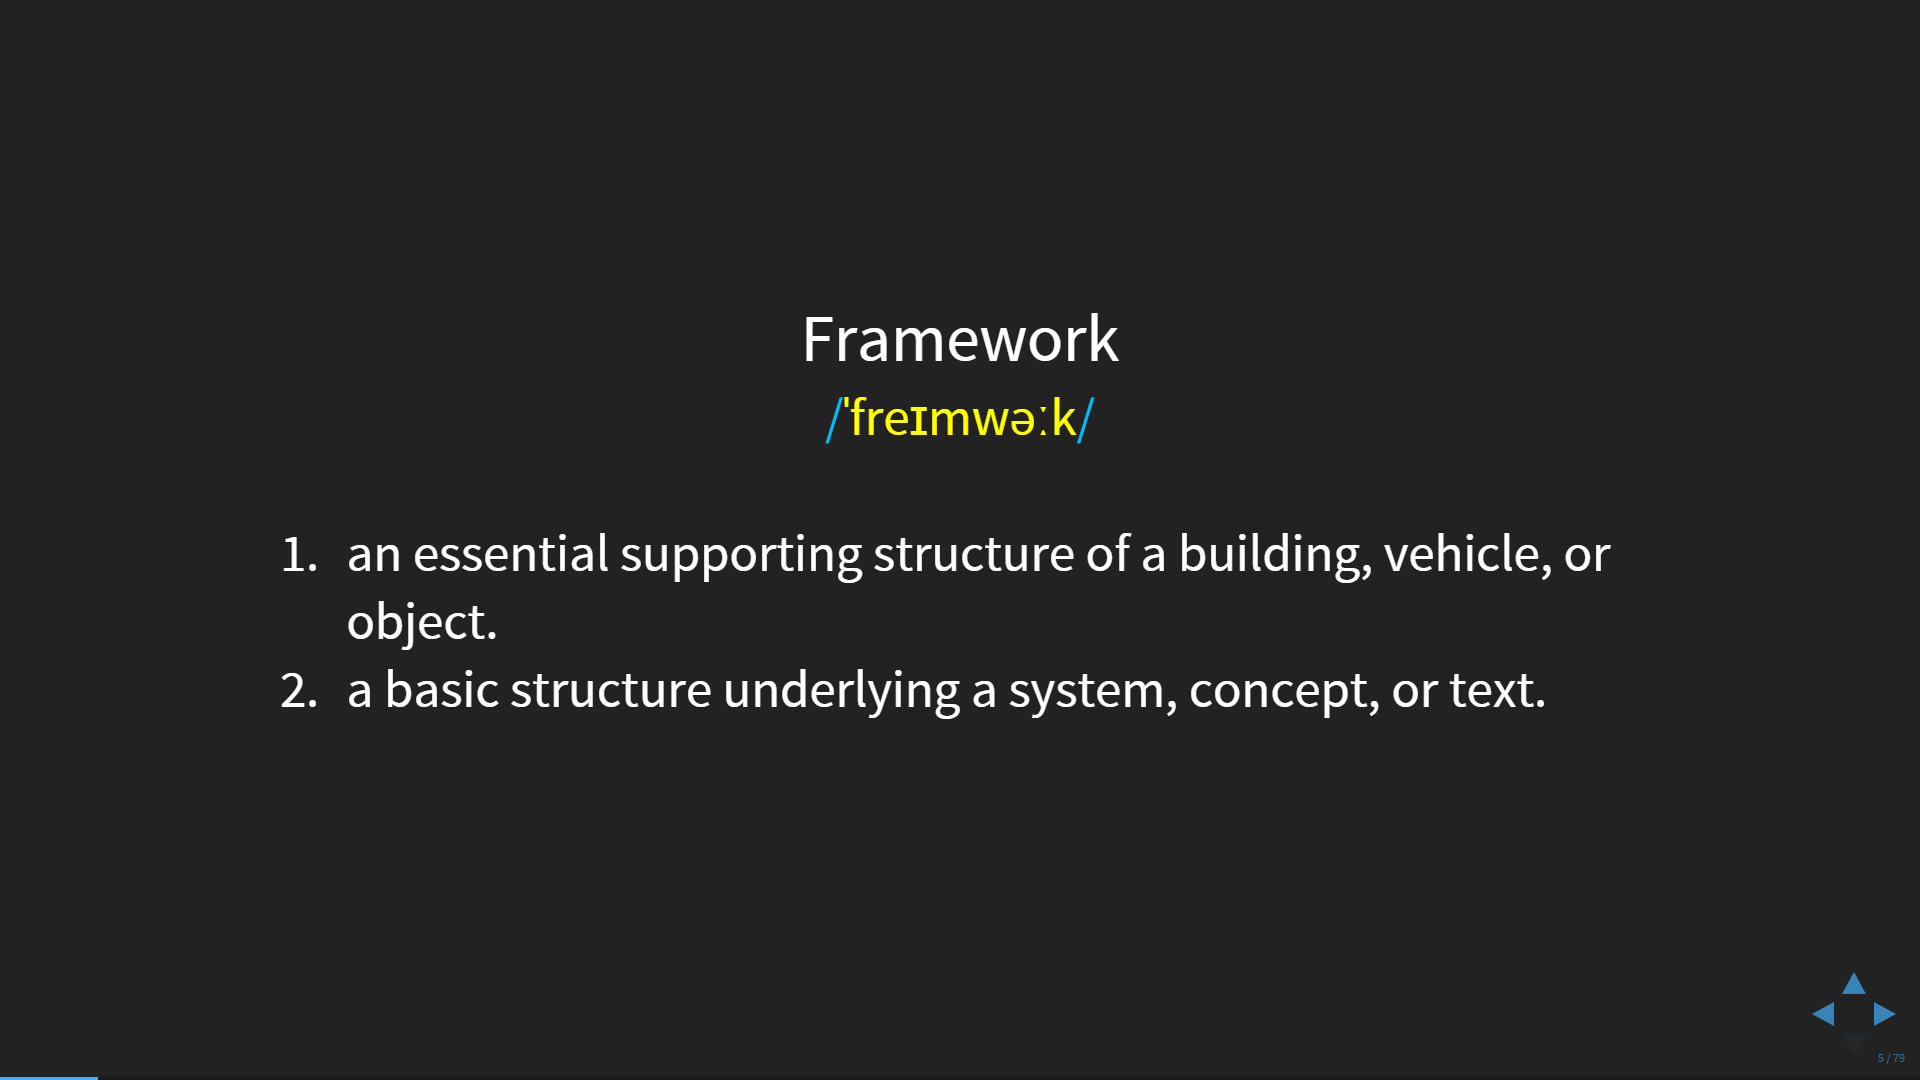 Framework
/ˈfreɪmwəːk/
1. an essential supporting structure of a building, vehicle, or
object.
2. a basic structure underlying a system, concept, or text.
5 / 79